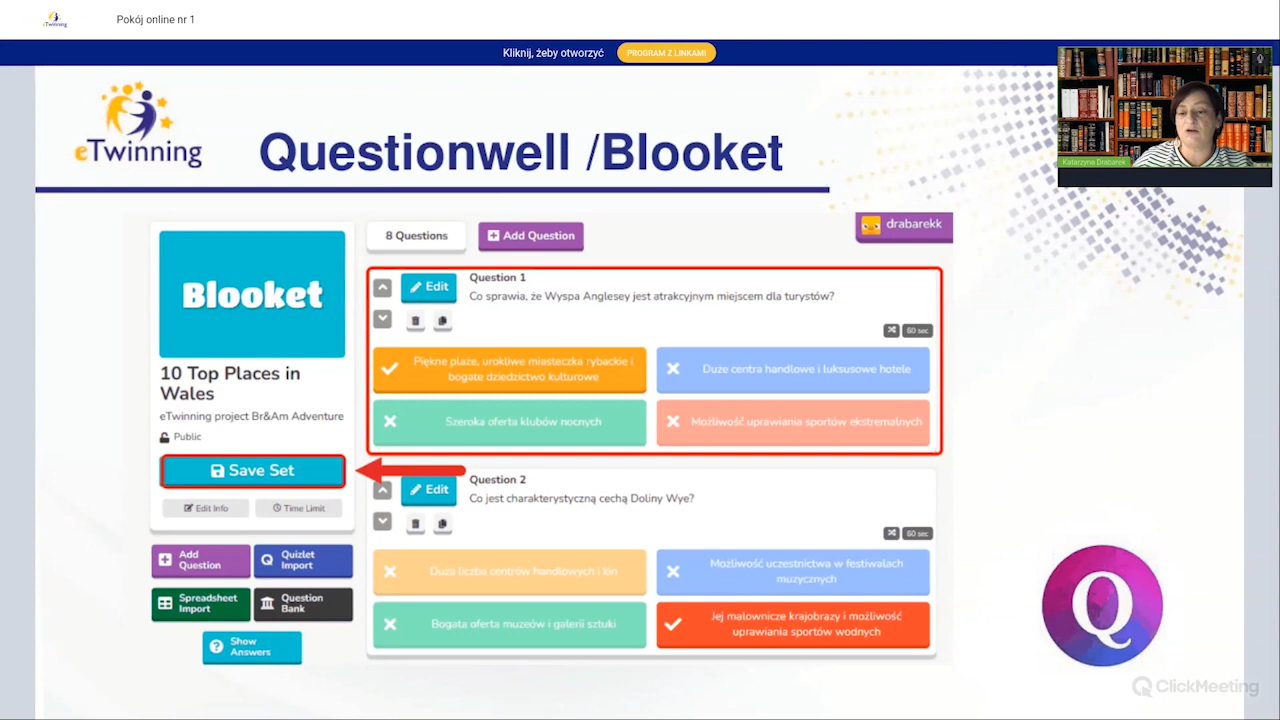 eTwinning
Pokój online nr 1
Kliknij, żeby otworzyć
PROGRAM Z LINKAMI
eTwinning
Questionwell /Blooket
Katarzyna Drabarek
8 Questions
Add Question
drabarekk
Blooket
10 Top Places in
Wales
eTwinning project Br&Am Adventure
Public
Save Set
Edit Info
Time Limit
Add
Question
Quizlet
Import
Spreadsheet
Import
Question
Bank
Show
Answers
Edit
Question 1
Co sprawia, że Wyspa Anglesey jest atrakcyjnym miejscem dla turystów?
60 sec
Piękne plaże, urokliwe miasteczka rybackie i
bogate dziedzictwo kulturowe
Duże centra handlowe i luksusowe hotele
Szeroka oferta klubów nocnych
Możliwość uprawiania sportów ekstremalnych
Edit
Question 2
Co jest charakterystyczną cechą Doliny Wye?
60 sec
Duża liczba centrów handlowych i kin
Możliwość uczestnictwa w festiwalach
muzycznych
Bogata oferta muzeów i galerii sztuki
Jej malownicze krajobrazy i możliwość
uprawiania sportów wodnych
Q
ClickMeeting